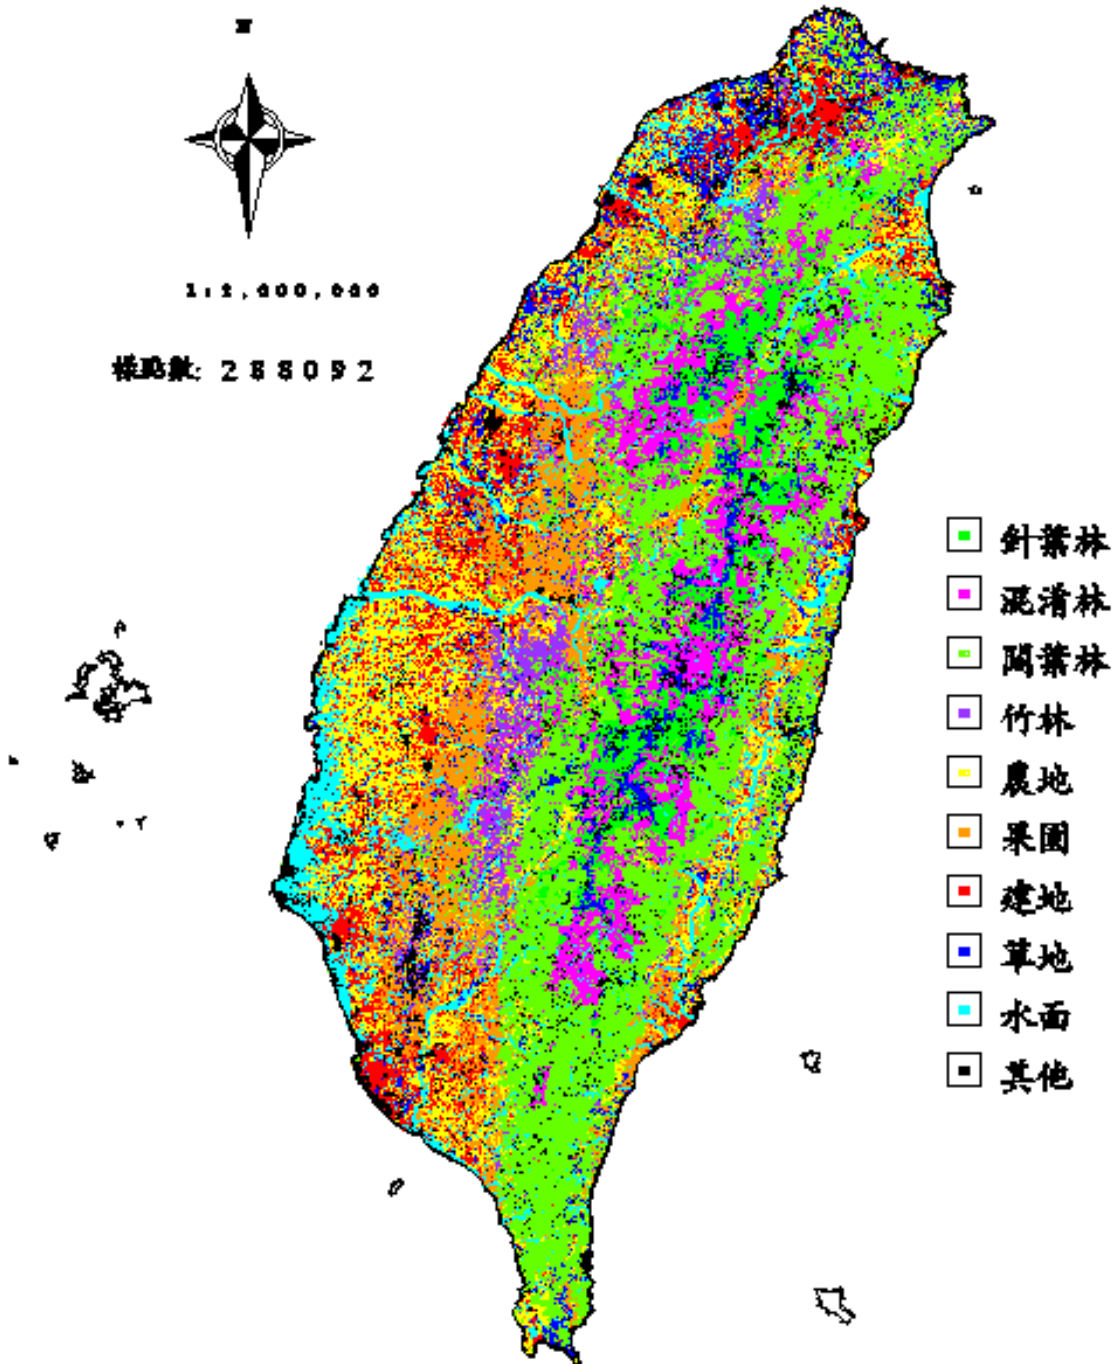 N
1:2,000,000
樣點數: 288092
針葉林
混淆林
闊葉林
竹林
農地
果園
建地
草地
水面
其他